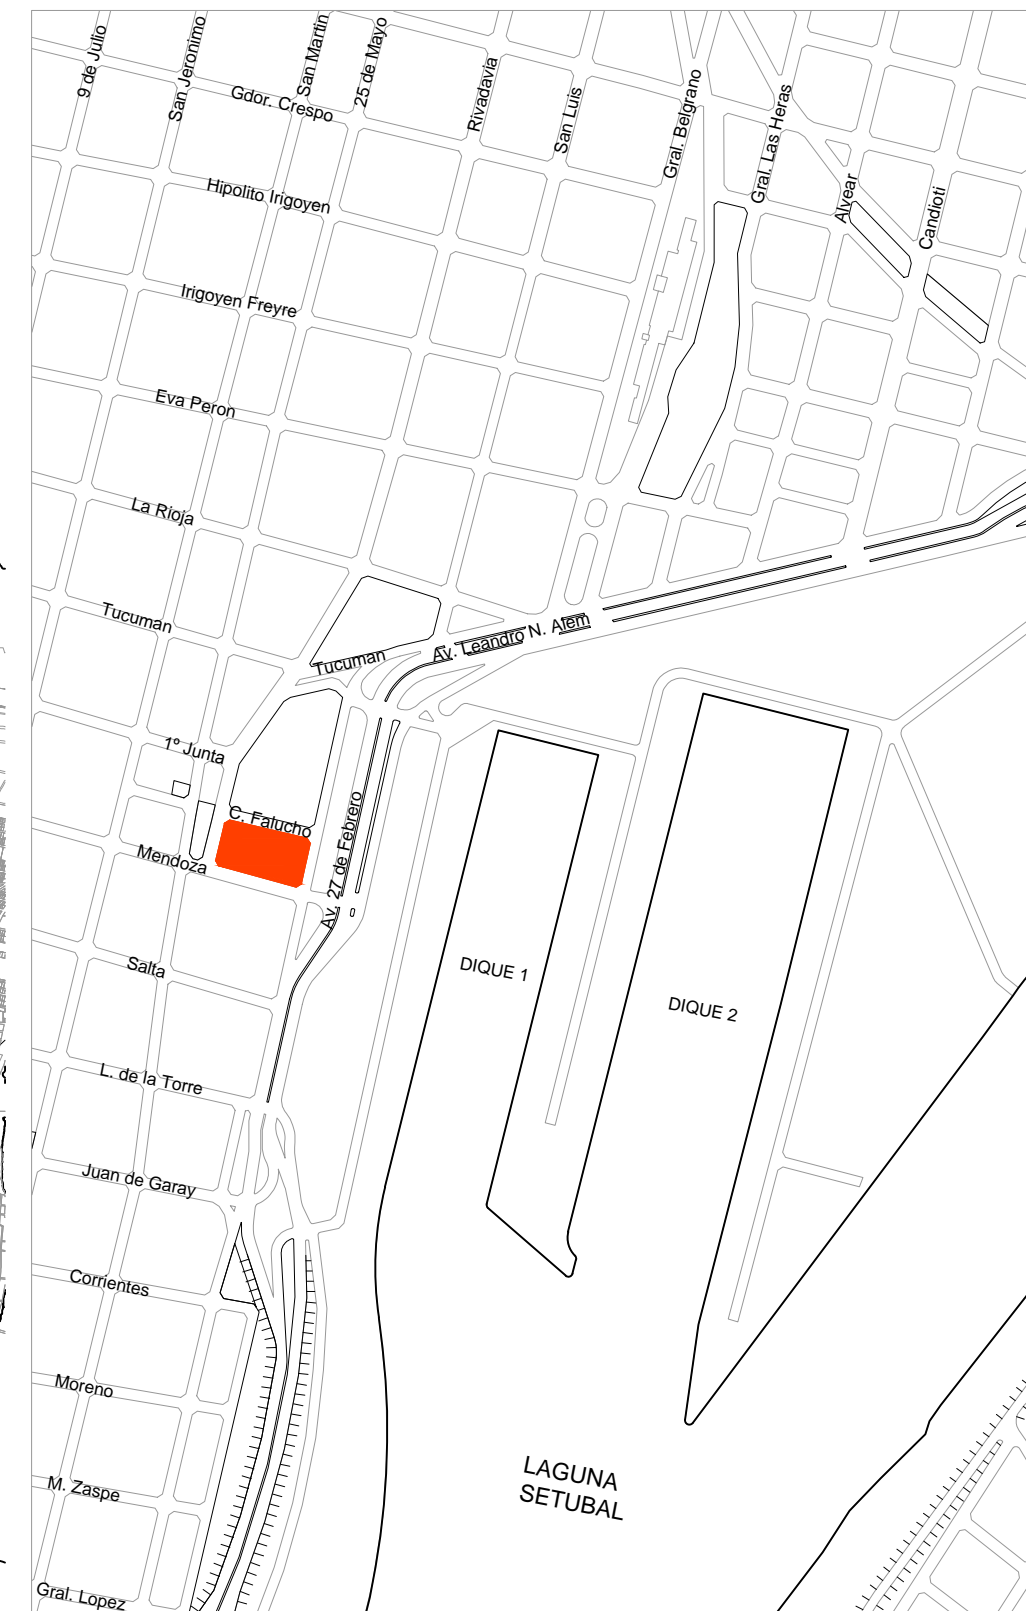 9 de Julio
San Jeronimo
San Martin
25 de Mayo
Rivadavia
San Luis
Gral. Belgrano
Gral. Las Heras
Alvear
Candioti
Gdor. Crespo
Hipolito Irigoyen
Irigoyen Freyre
Eva Peron
La Rioja
Tucuman
Tucuman
Av. Leandro N. Alem
1º Junta
C. Falucho
Mendoza
Av. 27 de Febrero
Salta
DIQUE 1
DIQUE 2
L. de la Torre
Juan de Garay
Corrientes
Moreno
M. Zaspe
LAGUNA
SETUBAL
Gral. Lopez